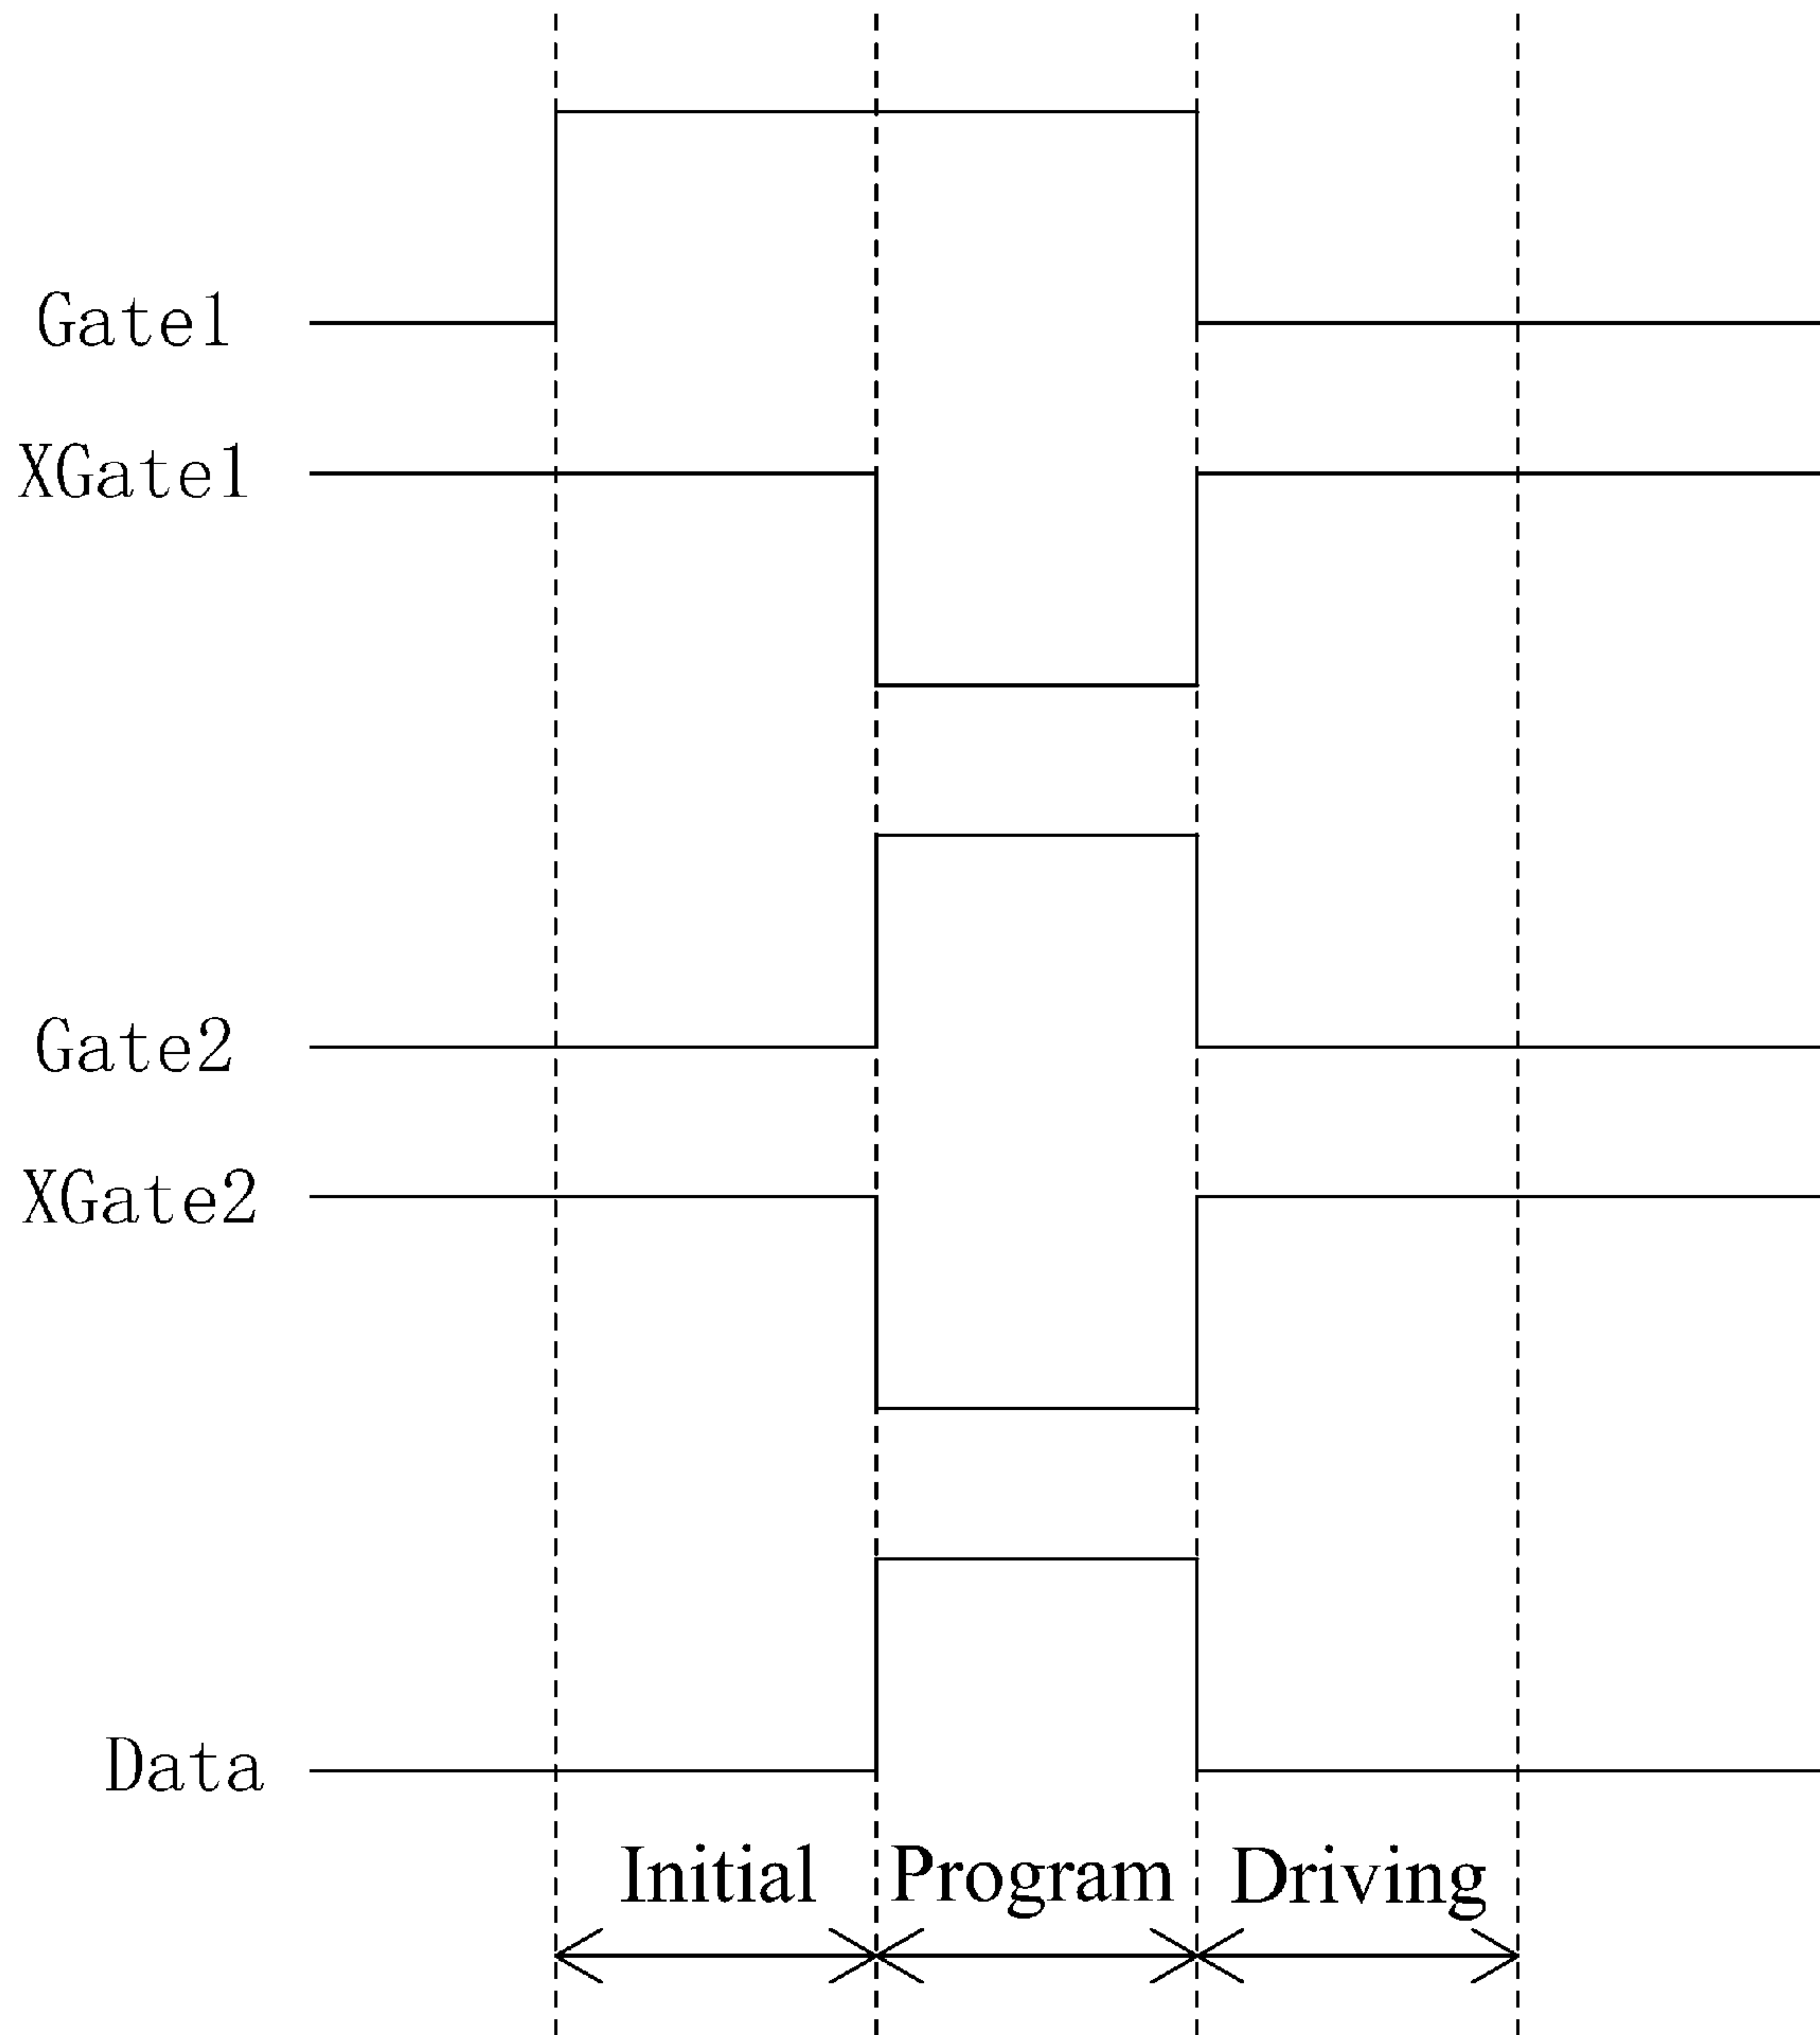 Gate1
XGate1
Gate2
XGate2
Data
Initial Program Driving